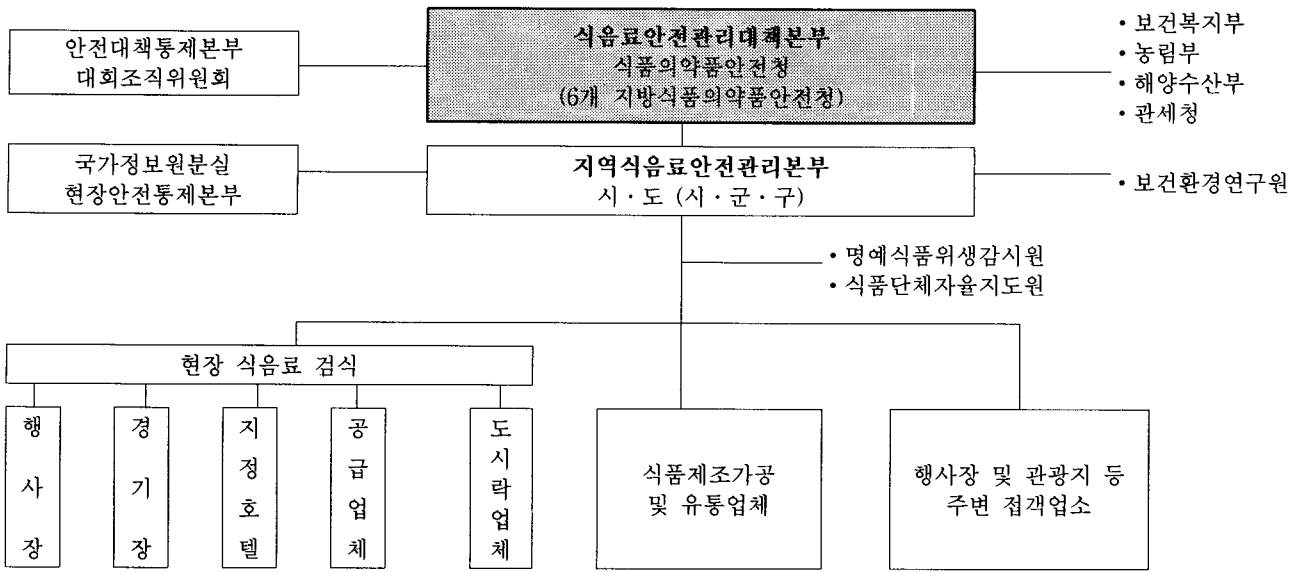 안전대책통제본부
대회조직위원회
식음료안전관리대책본부
식품의약품안전청
(6개 지방식품의약품안전청)
• 보건복지부
• 농림부
• 해양수산부
• 관세청
국가정보원분실
현장안전통제본부
지역식음료안전관리본부
시 · 도 (시 · 군 · 구)
• 보건환경연구원
• 명예식품위생감시원
• 식품단체자율지도원
현장 식음료 검식
행사장
경기장
지정호텔
공급업체
도시락업체
식품제조가공
및 유통업체
행사장 및 관광지 등
주변 접객업소